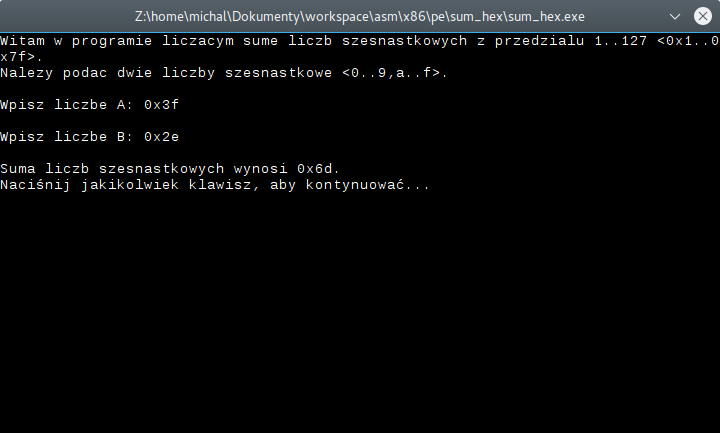 Z:\home\michal\Dokumenty\workspace\asm\x86\pe\sum_hex\sum_hex.exe
Witam w programie liczacym sume liczb szesnastkowych z przedzialu 1..127 <0x1..0
x7f>.
Nalezy podac dwie liczby szesnastkowe <0..9,a..f>.
Wpisz liczbe A: 0x3f
Wpisz liczbe B: 0x2e
Suma liczb szesnastkowych wynosi 0x6d.
Naciśnij jakikolwiek klawisz, aby kontynuować...